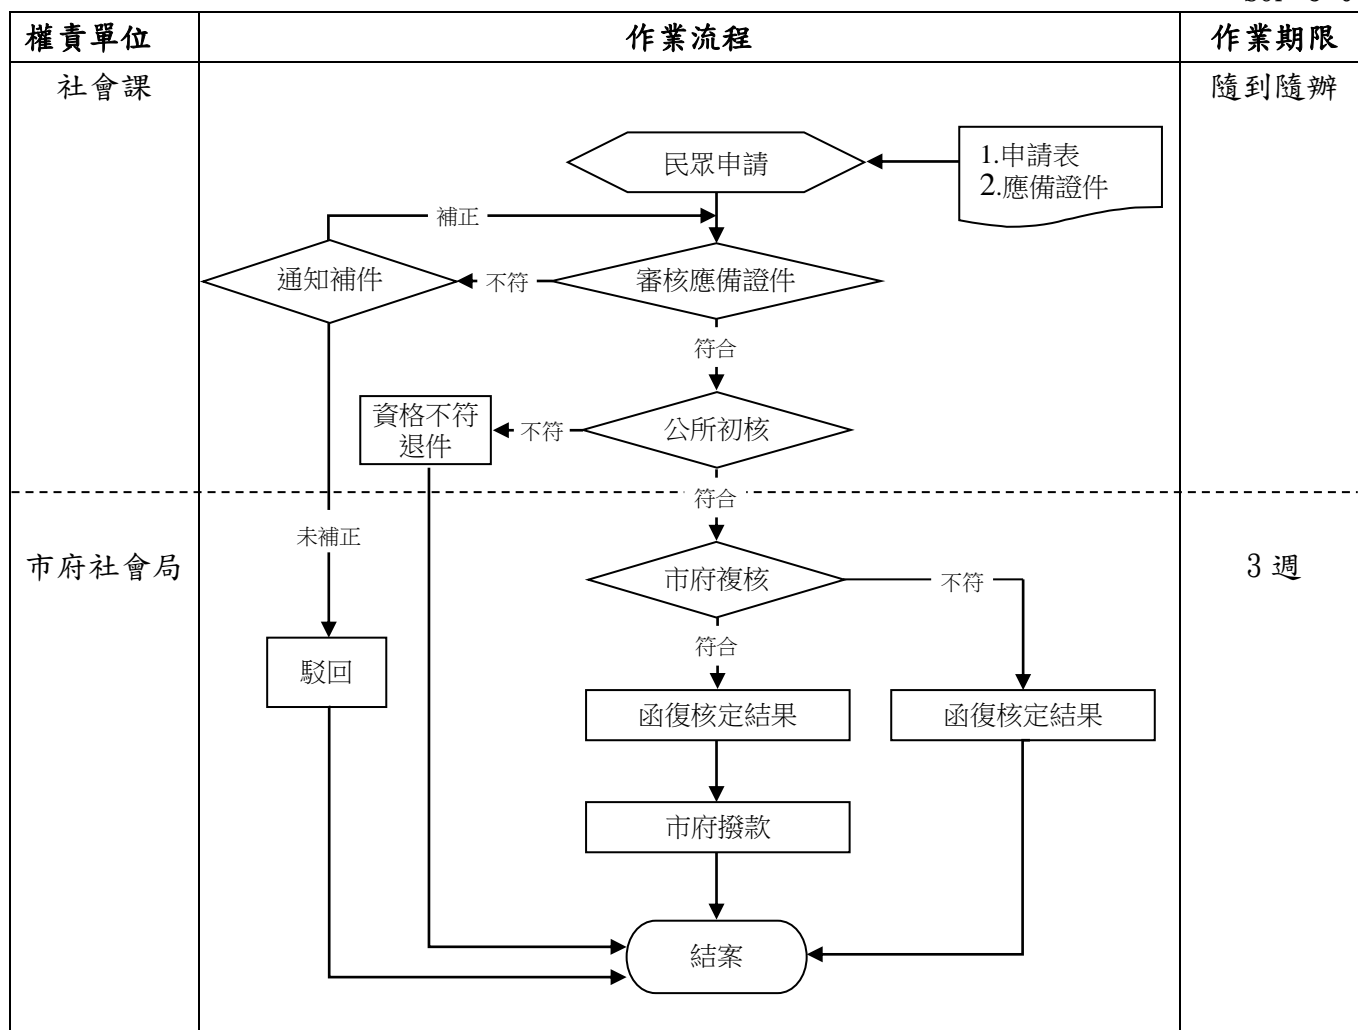 權責單位
作業流程
作業期限
社會課
隨到隨辦
民眾申請
1.申請表
2.應備證件
補正
通知補件
不符
審核應備證件
符合
資格不符
退件
不符
公所初核
符合
未補正
市府社會局
市府複核
不符
3 週
符合
駁回
函復核定結果
函復核定結果
市府撥款
結案